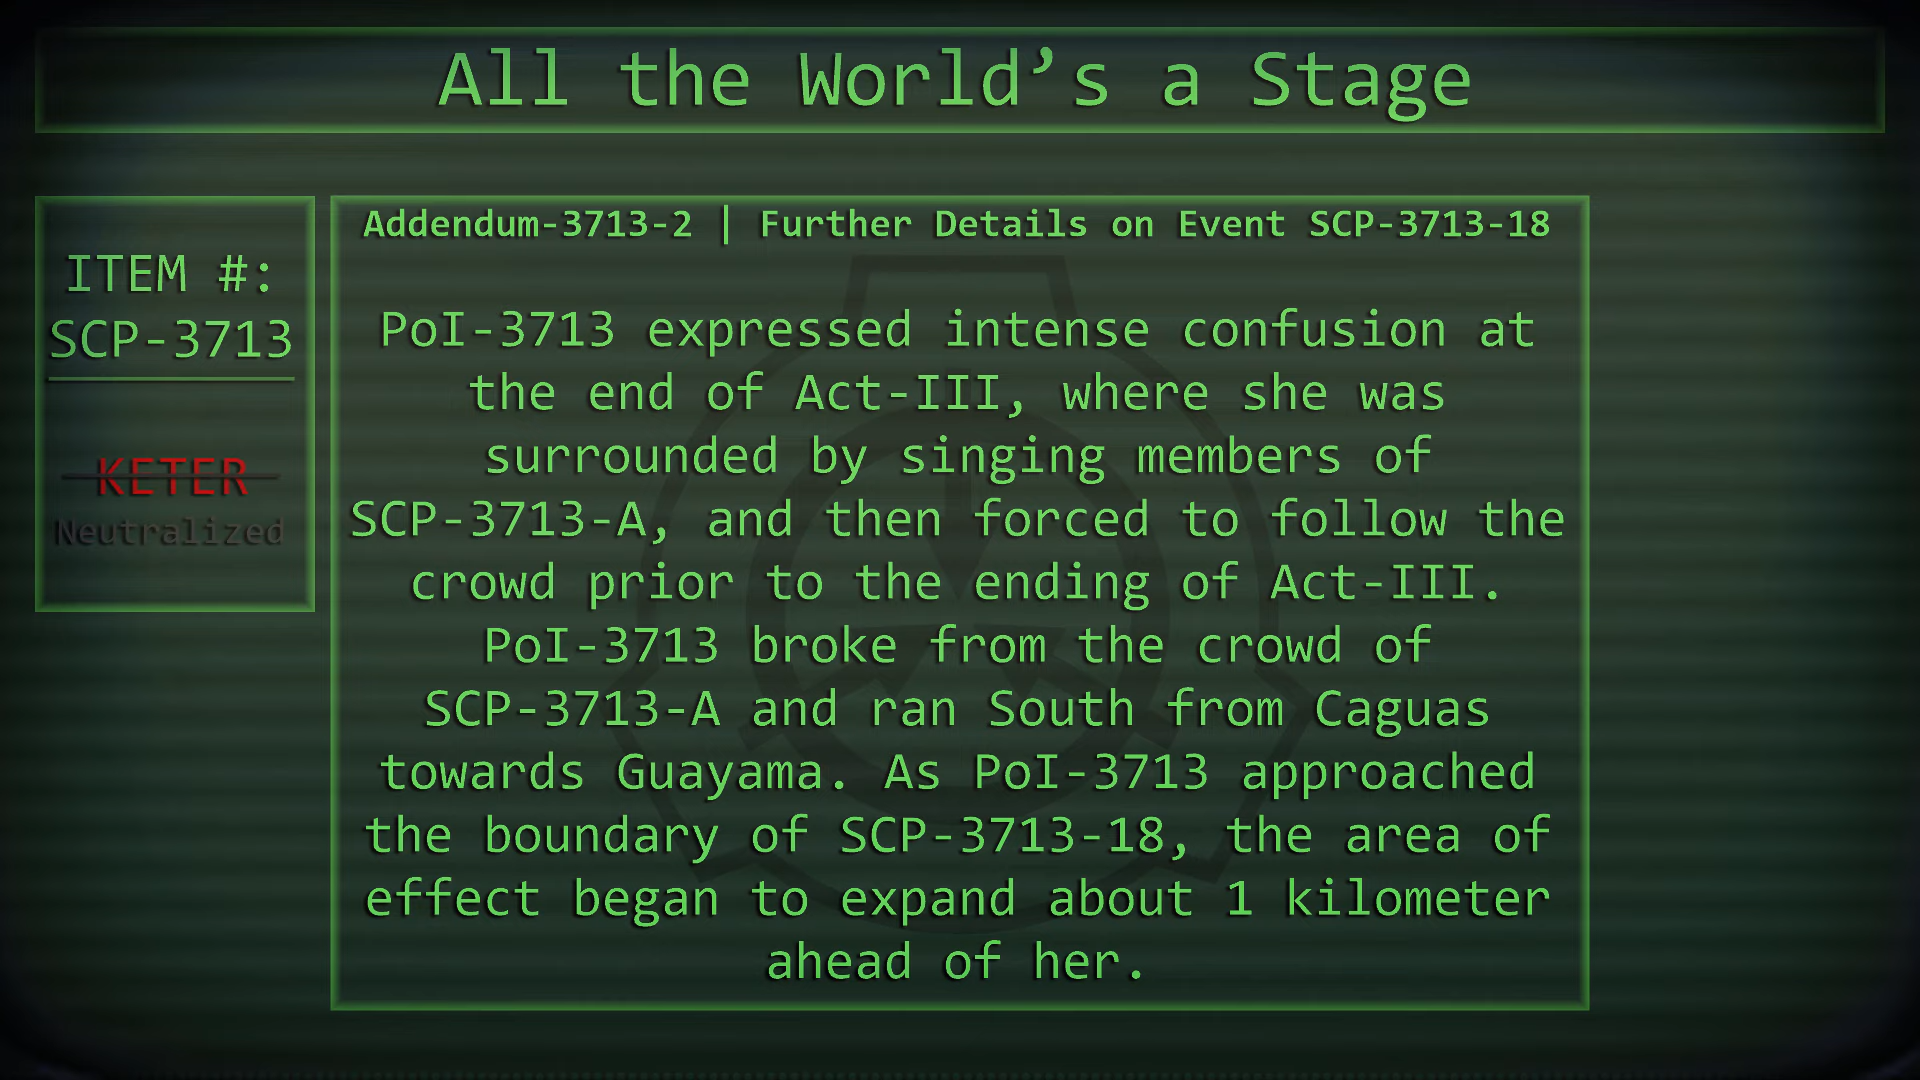 All the World’s a Stage
ITEM #:
SCP-3713
KETER
Neutralized
Addendum-3713-2 | Further Details on Event SCP-3713-18
PoI-3713 expressed intense confusion at
the end of Act-III, where she was
surrounded by singing members of
SCP-3713-A, and then forced to follow the
crowd prior to the ending of Act-III.
PoI-3713 broke from the crowd of
SCP-3713-A and ran South from Caguas
towards Guayama. As PoI-3713 approached
the boundary of SCP-3713-18, the area of
effect began to expand about 1 kilometer
ahead of her.